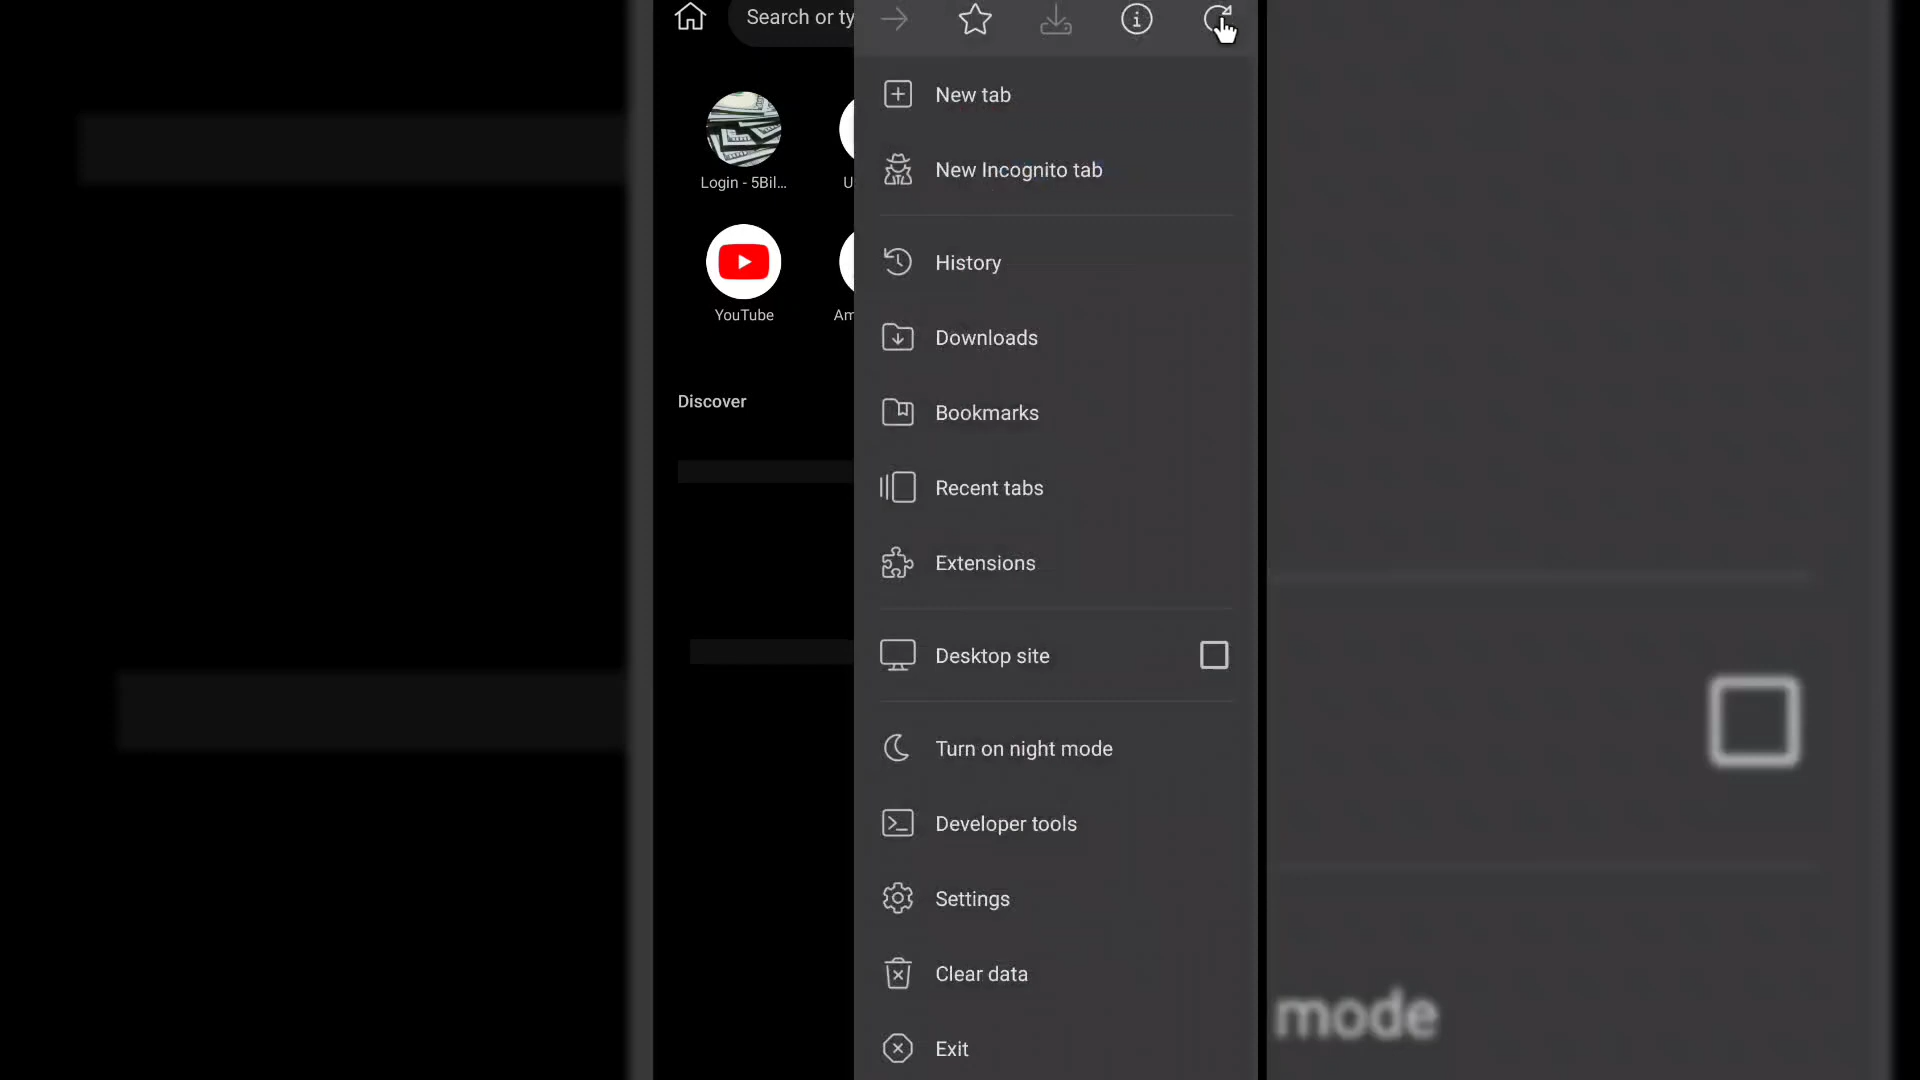 Search or ty
New tab
New Incognito tab
Login - 5Bil...
U
History
YouTube
Am
Downloads
Discover
Bookmarks
Recent tabs
Extensions
Desktop site
Turn on night mode
Developer tools
Settings
Clear data
mode
Exit